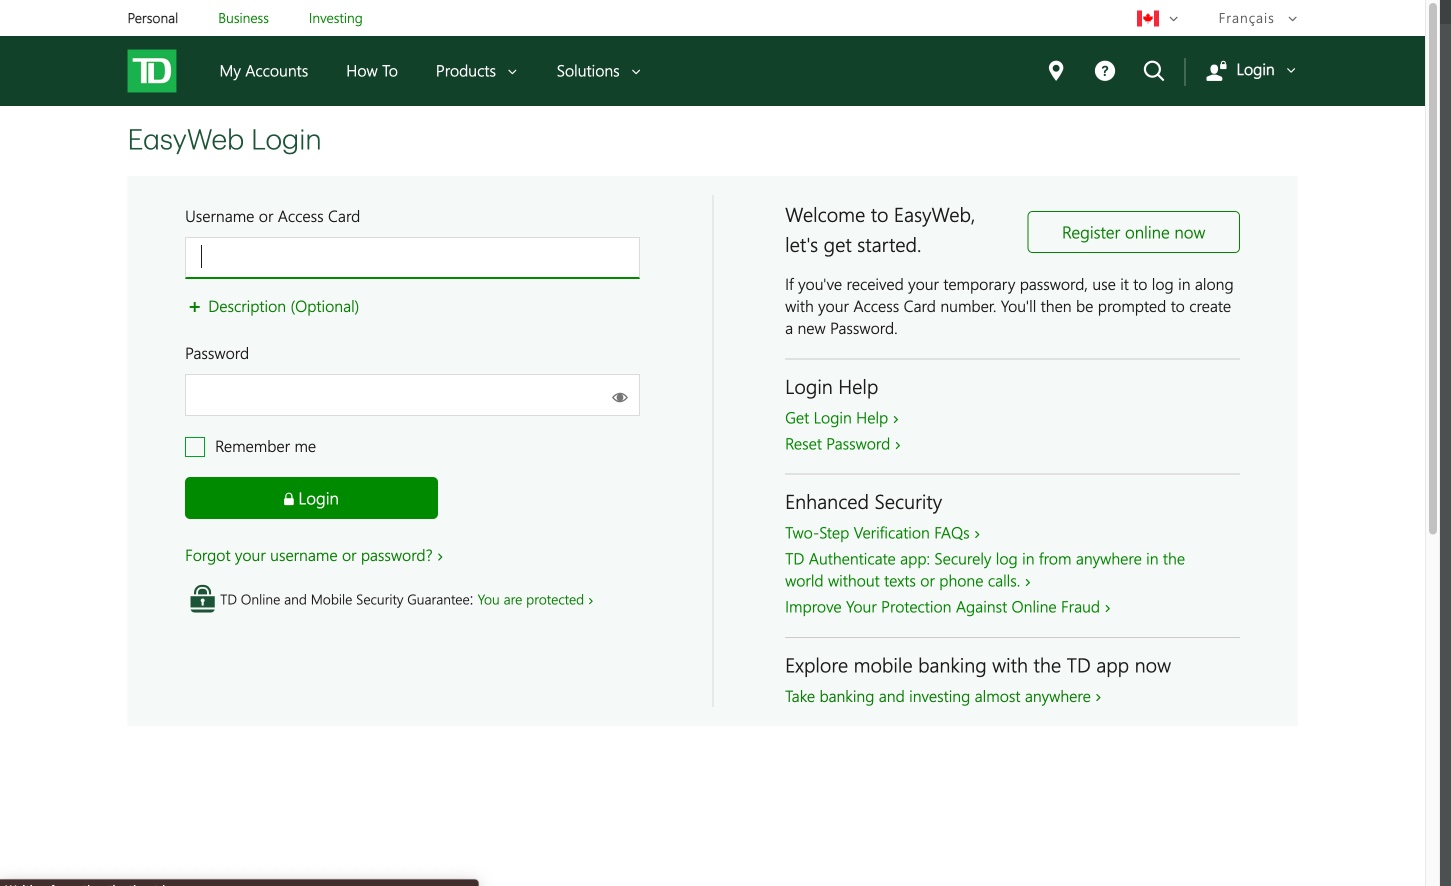 Personal
Business
Investing
Français
TD
My Accounts
How To
Products
Solutions
?
Login
EasyWeb Login
Username or Access Card
+ Description (Optional)
Password
Remember me
Login
Forgot your username or password? ›
TD Online and Mobile Security Guarantee: You are protected ›
Welcome to EasyWeb,
let's get started.
Register online now
If you've received your temporary password, use it to log in along
with your Access Card number. You'll then be prompted to create
a new Password.
Login Help
Get Login Help ›
Reset Password ›
Enhanced Security
Two-Step Verification FAQs ›
TD Authenticate app: Securely log in from anywhere in the
world without texts or phone calls. ›
Improve Your Protection Against Online Fraud ›
Explore mobile banking with the TD app now
Take banking and investing almost anywhere ›